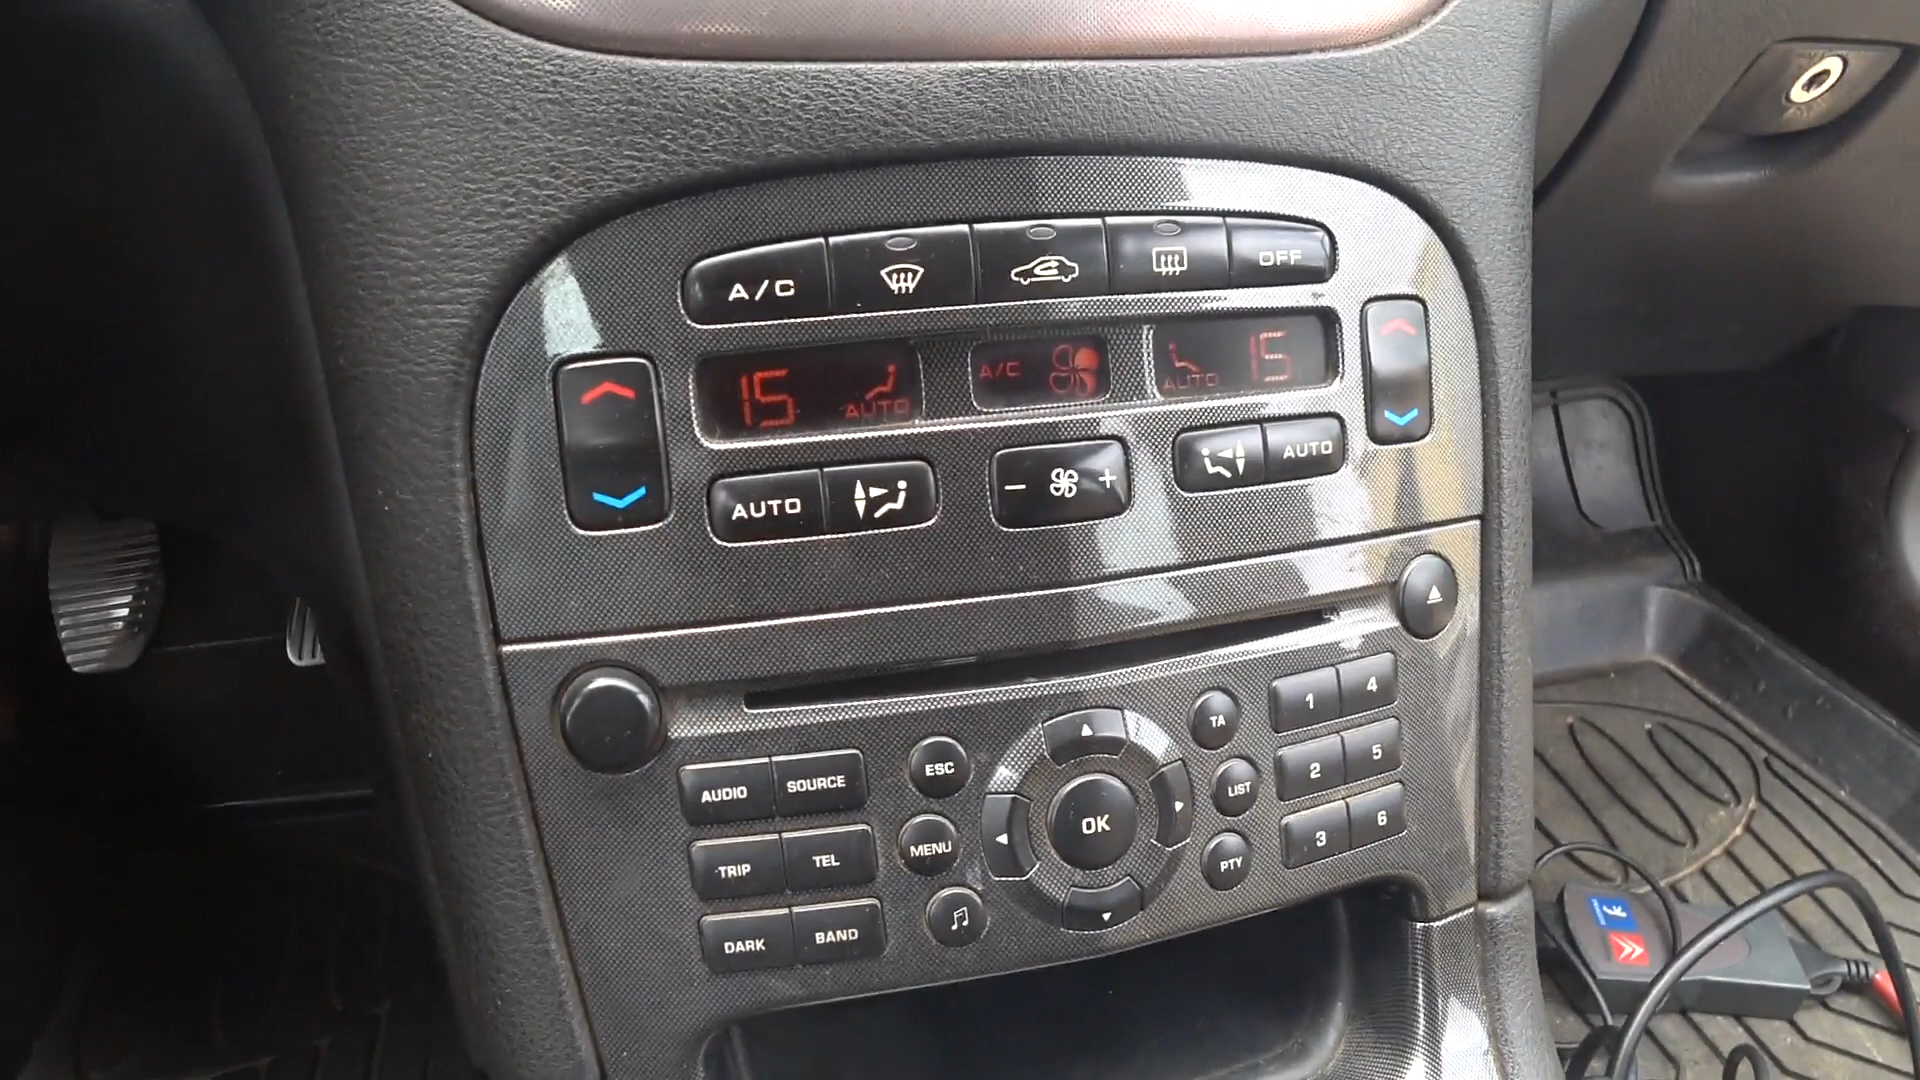 A/C OFF
15 AUTO A/C AUTO 15
AUTO - + AUTO
AUDIO SOURCE ESC TA 1 4
TRIP TEL MENU OK LIST 2 5
DARK BAND PTY 3 6